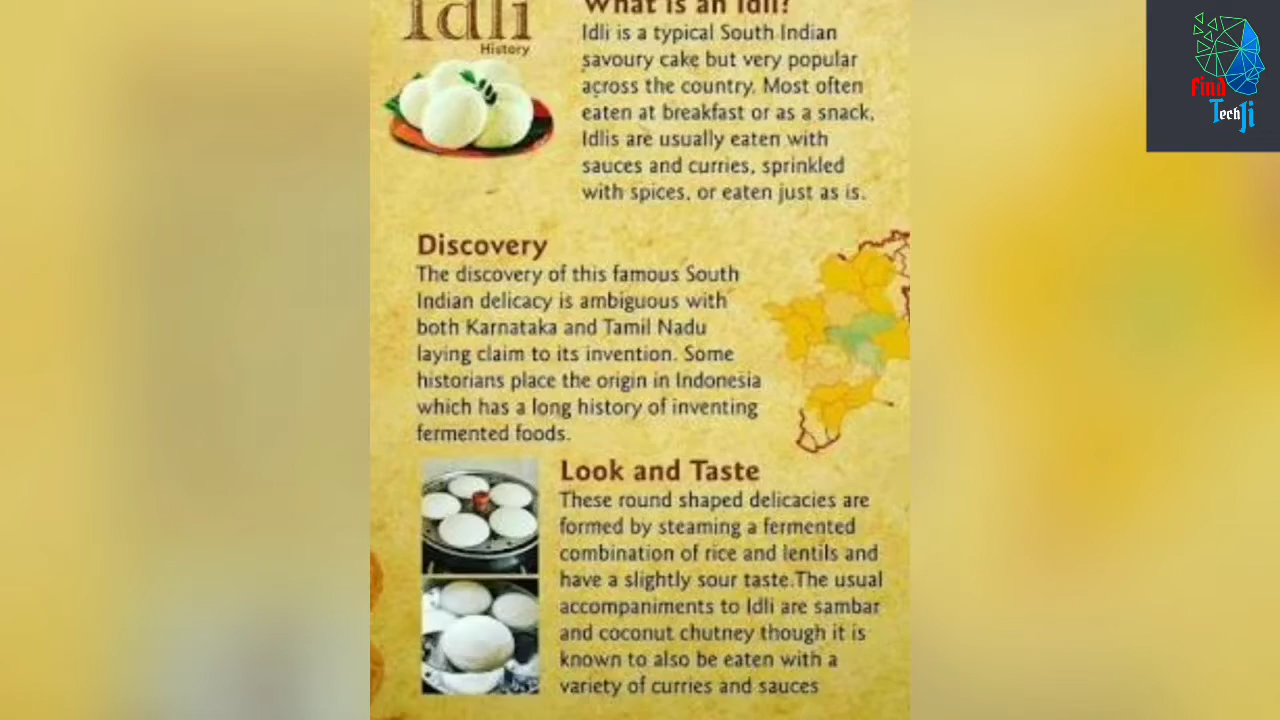 Idli
History
What is an Idli?
Idli is a typical South Indian
savoury cake but very popular
across the country. Most often
eaten at breakfast or as a snack,
Idlis are usually eaten with
sauces and curries, sprinkled
with spices, or eaten just as is.
Discovery
The discovery of this famous South
Indian delicacy is ambiguous with
both Karnataka and Tamil Nadu
laying claim to its invention. Some
historians place the origin in Indonesia
which has a long history of inventing
fermented foods.
Look and Taste
These round shaped delicacies are
formed by steaming a fermented
combination of rice and lentils and
have a slightly sour taste.The usual
accompaniments to Idli are sambar
and coconut chutney though it is
known to also be eaten with a
variety of curries and sauces
Find
TechJi